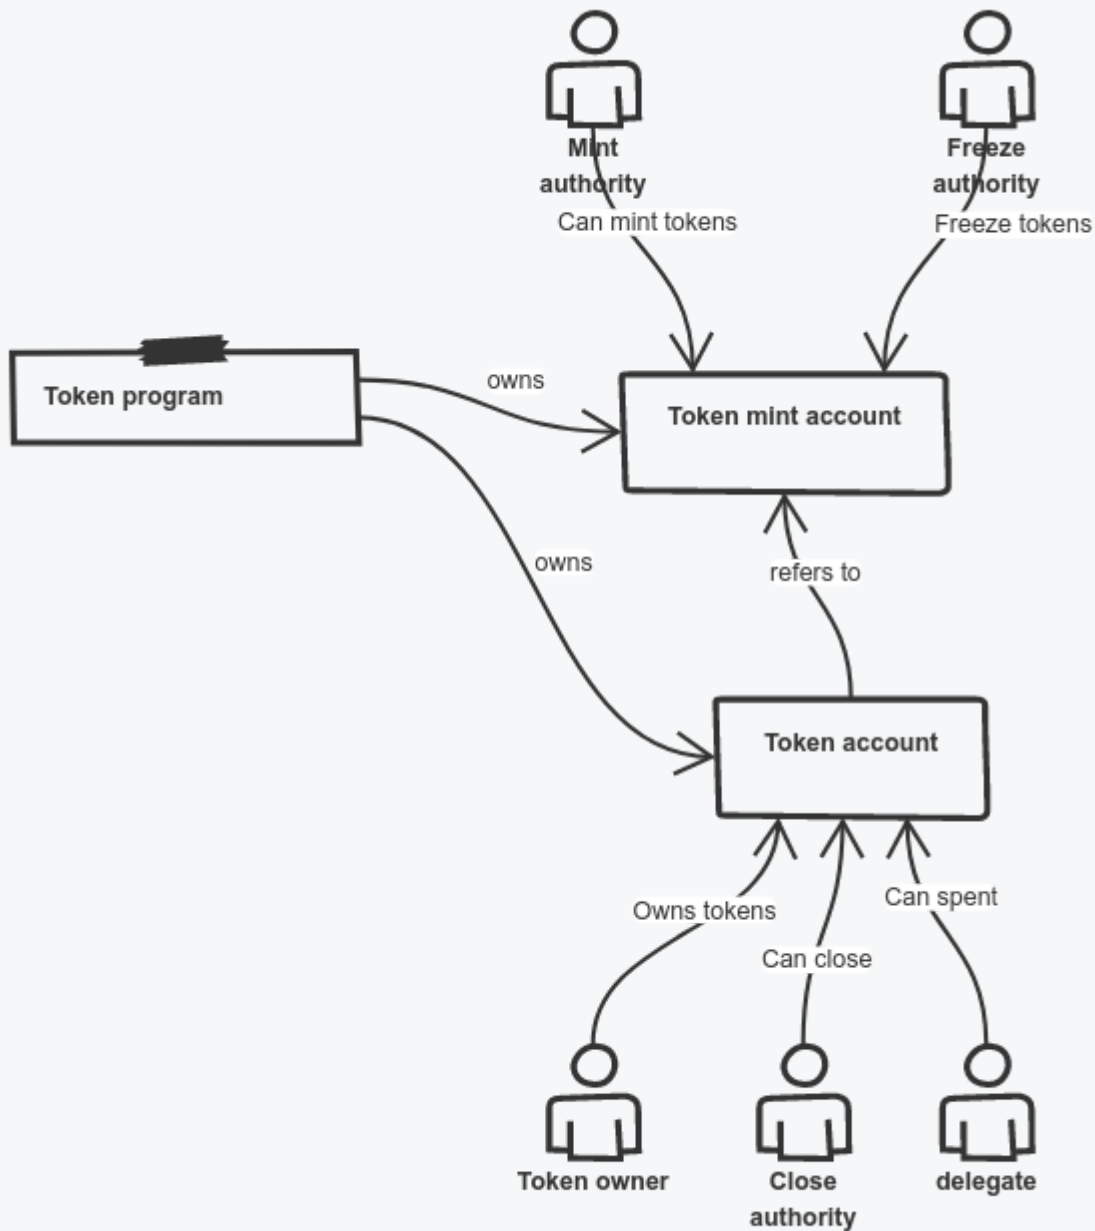 Mint
authority
Freeze
authority
Can mint tokens
Freeze tokens
Token program
owns
Token mint account
owns
refers to
Token account
Owns tokens
Can spent
Can close
Token owner
Close
authority
delegate